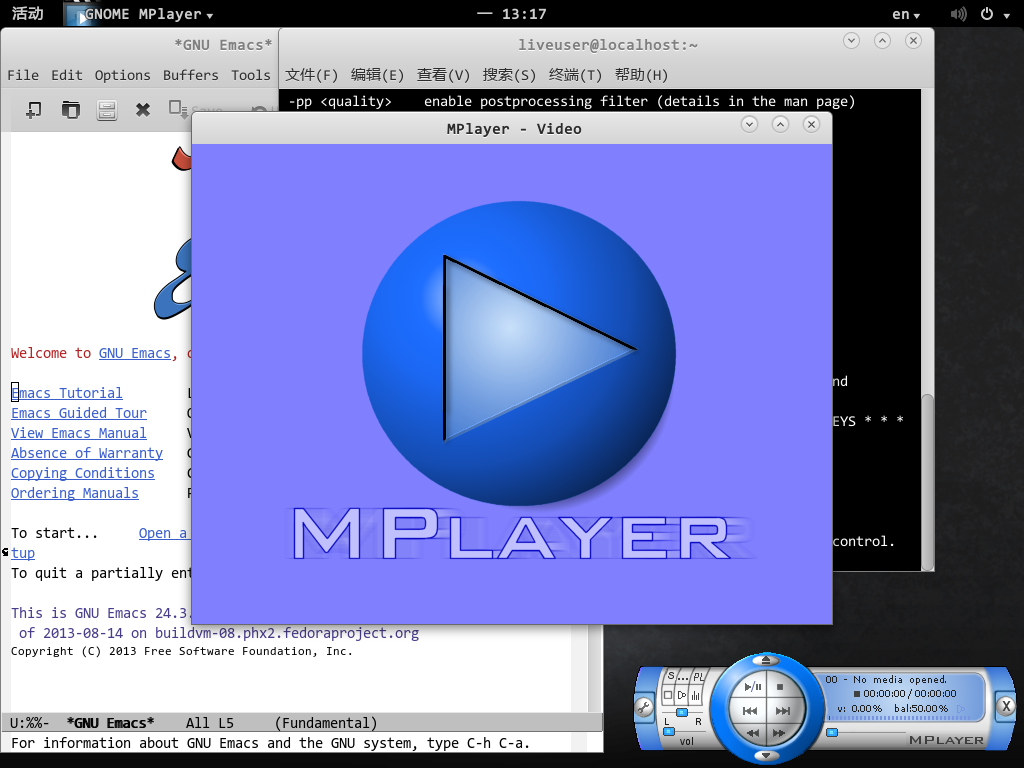 活动
GNOME MPlayer
13:17
en
*GNU Emacs*
File Edit Options Buffers Tools
Save
Welcome to GNU Emacs,
Emacs Tutorial
Emacs Guided Tour
View Emacs Manual
Absence of Warranty
Copying Conditions
Ordering Manuals
To start... Open a
tup
To quit a partially ent
This is GNU Emacs 24.3.
of 2013-08-14 on buildvm-08.phx2.fedoraproject.org
Copyright (C) 2013 Free Software Foundation, Inc.
U:%%- *GNU Emacs* All L5 (Fundamental)
For information about GNU Emacs and the GNU system, type C-h C-a.
liveuser@localhost:~
文件(F) 编辑(E) 查看(V) 搜索(S) 终端(T) 帮助(H)
-pp <quality> enable postprocessing filter (details in the man page)
nd
EYS * * *
control.
MPlayer - Video
MPLAYER
S... PL
L R
vol
00 - No media opened.
00:00:00 / 00:00:00
v: 0.00% bal:50.00%
MPLAYER
X